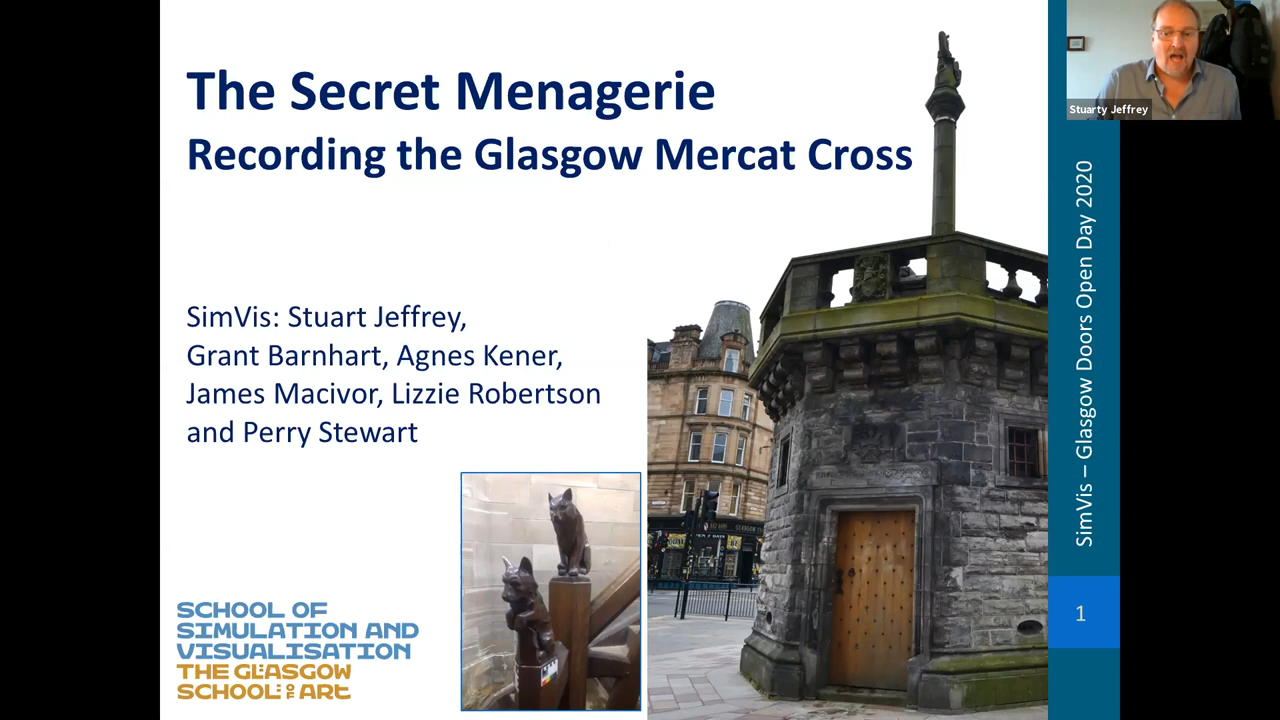 The Secret Menagerie
Recording the Glasgow Mercat Cross
SimVis: Stuart Jeffrey,
Grant Barnhart, Agnes Kener,
James Macivor, Lizzie Robertson
and Perry Stewart
SCHOOL OF
SIMULATION AND
VISUALISATION
THE GLASGOW
SCHOOL OF ART
Stuarty Jeffrey
SimVis – Glasgow Doors Open Day 2020
1